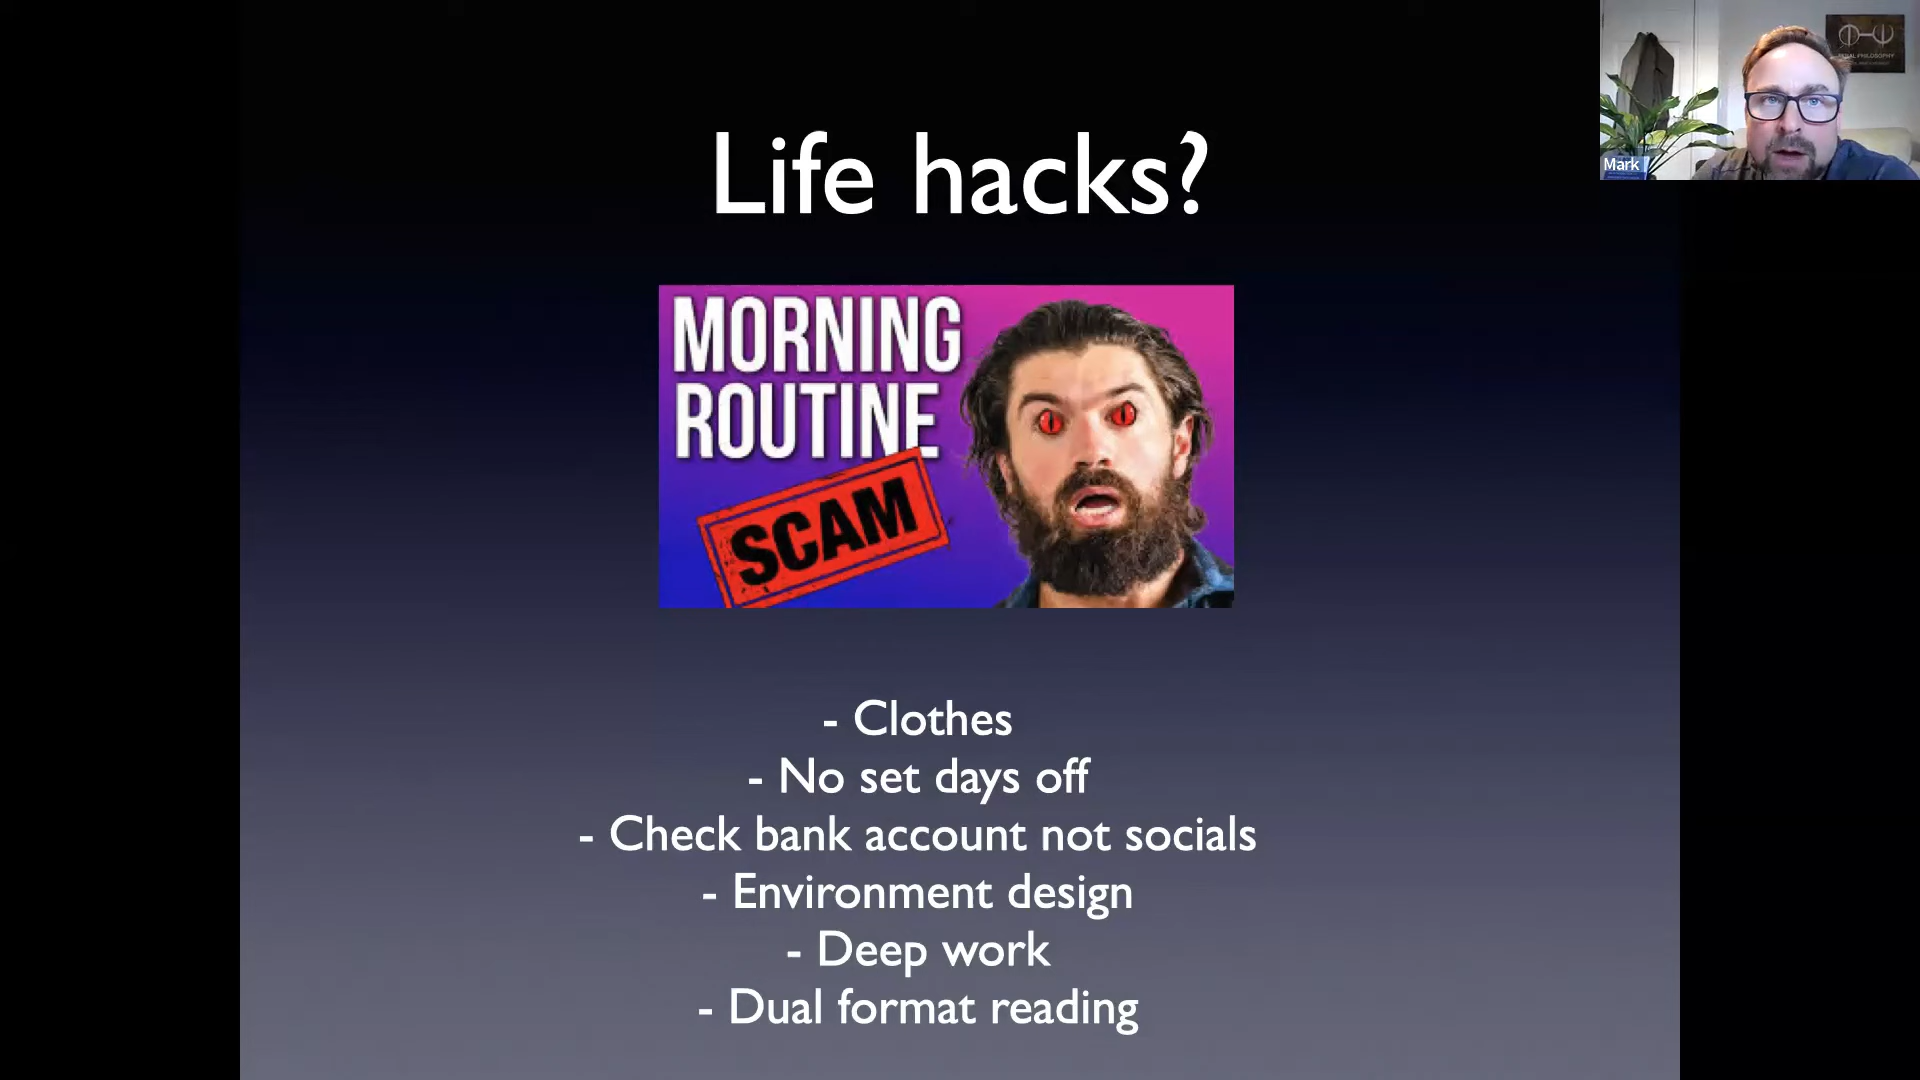 Life hacks?
MORNING
ROUTINE
SCAM
- Clothes
- No set days off
- Check bank account not socials
- Environment design
- Deep work
- Dual format reading
Mark